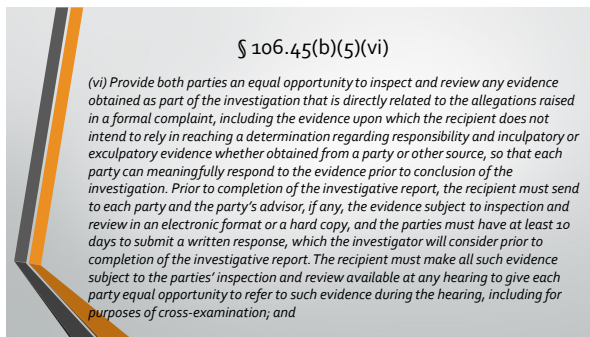 § 106.45(b)(5)(vi)
(vi) Provide both parties an equal opportunity to inspect and review any evidence
obtained as part of the investigation that is directly related to the allegations raised
in a formal complaint, including the evidence upon which the recipient does not
intend to rely in reaching a determination regarding responsibility and inculpatory or
exculpatory evidence whether obtained from a party or other source, so that each
party can meaningfully respond to the evidence prior to conclusion of the
investigation. Prior to completion of the investigative report, the recipient must send
to each party and the party's advisor, if any, the evidence subject to inspection and
review in an electronic format or a hard copy, and the parties must have at least 10
days to submit a written response, which the investigator will consider prior to
completion of the investigative report. The recipient must make all such evidence
subject to the parties' inspection and review available at any hearing to give each
party equal opportunity to refer to such evidence during the hearing, including for
purposes of cross-examination; and